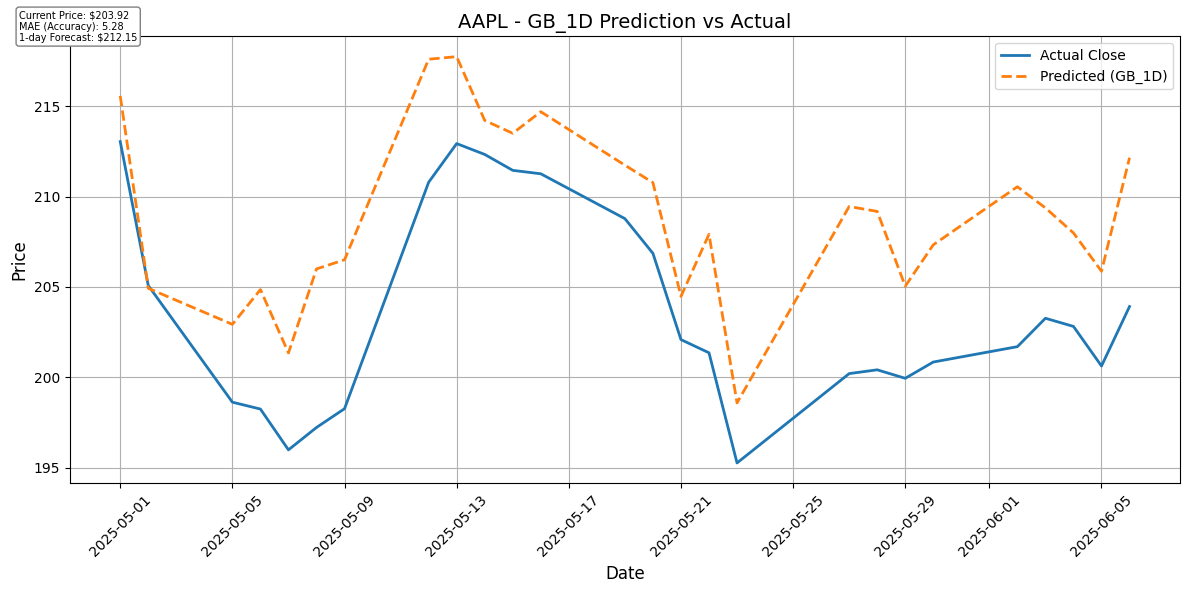 AAPL - GB_1D Prediction vs Actual
Current Price: $203.92
MAE (Accuracy): 5.28
1-day Forecast: $212.15
Actual Close
Predicted (GB_1D)
Price
215
210
205
200
195
2025-05-01
2025-05-05
2025-05-09
2025-05-13
2025-05-17
2025-05-21
2025-05-25
2025-05-29
2025-06-01
2025-06-05
Date